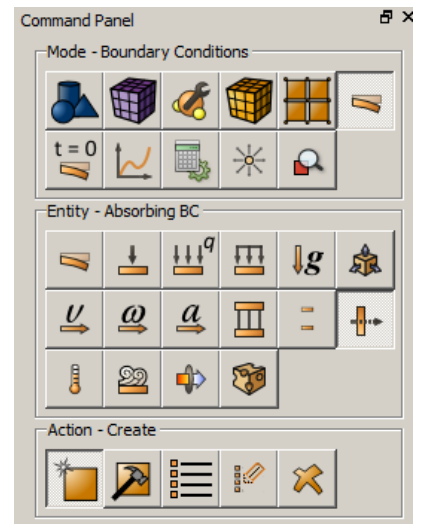 Command Panel
Mode - Boundary Conditions
t = 0
Entity - Absorbing BC
q
g
υ ω a
Action - Create